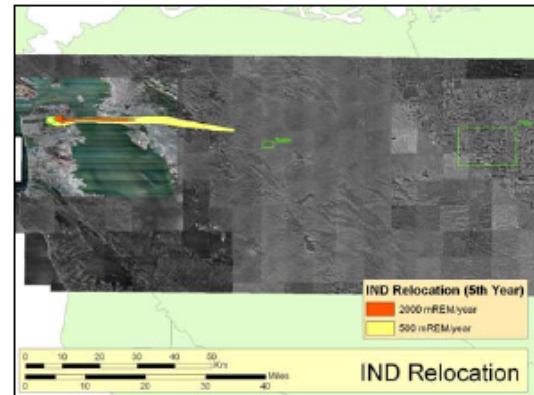 IND Relocation (5th Year)
2000 mREM/year
500 mREM/year
0 10 20 30 40 50
Km
Miles
0 10 20 30 40
IND Relocation